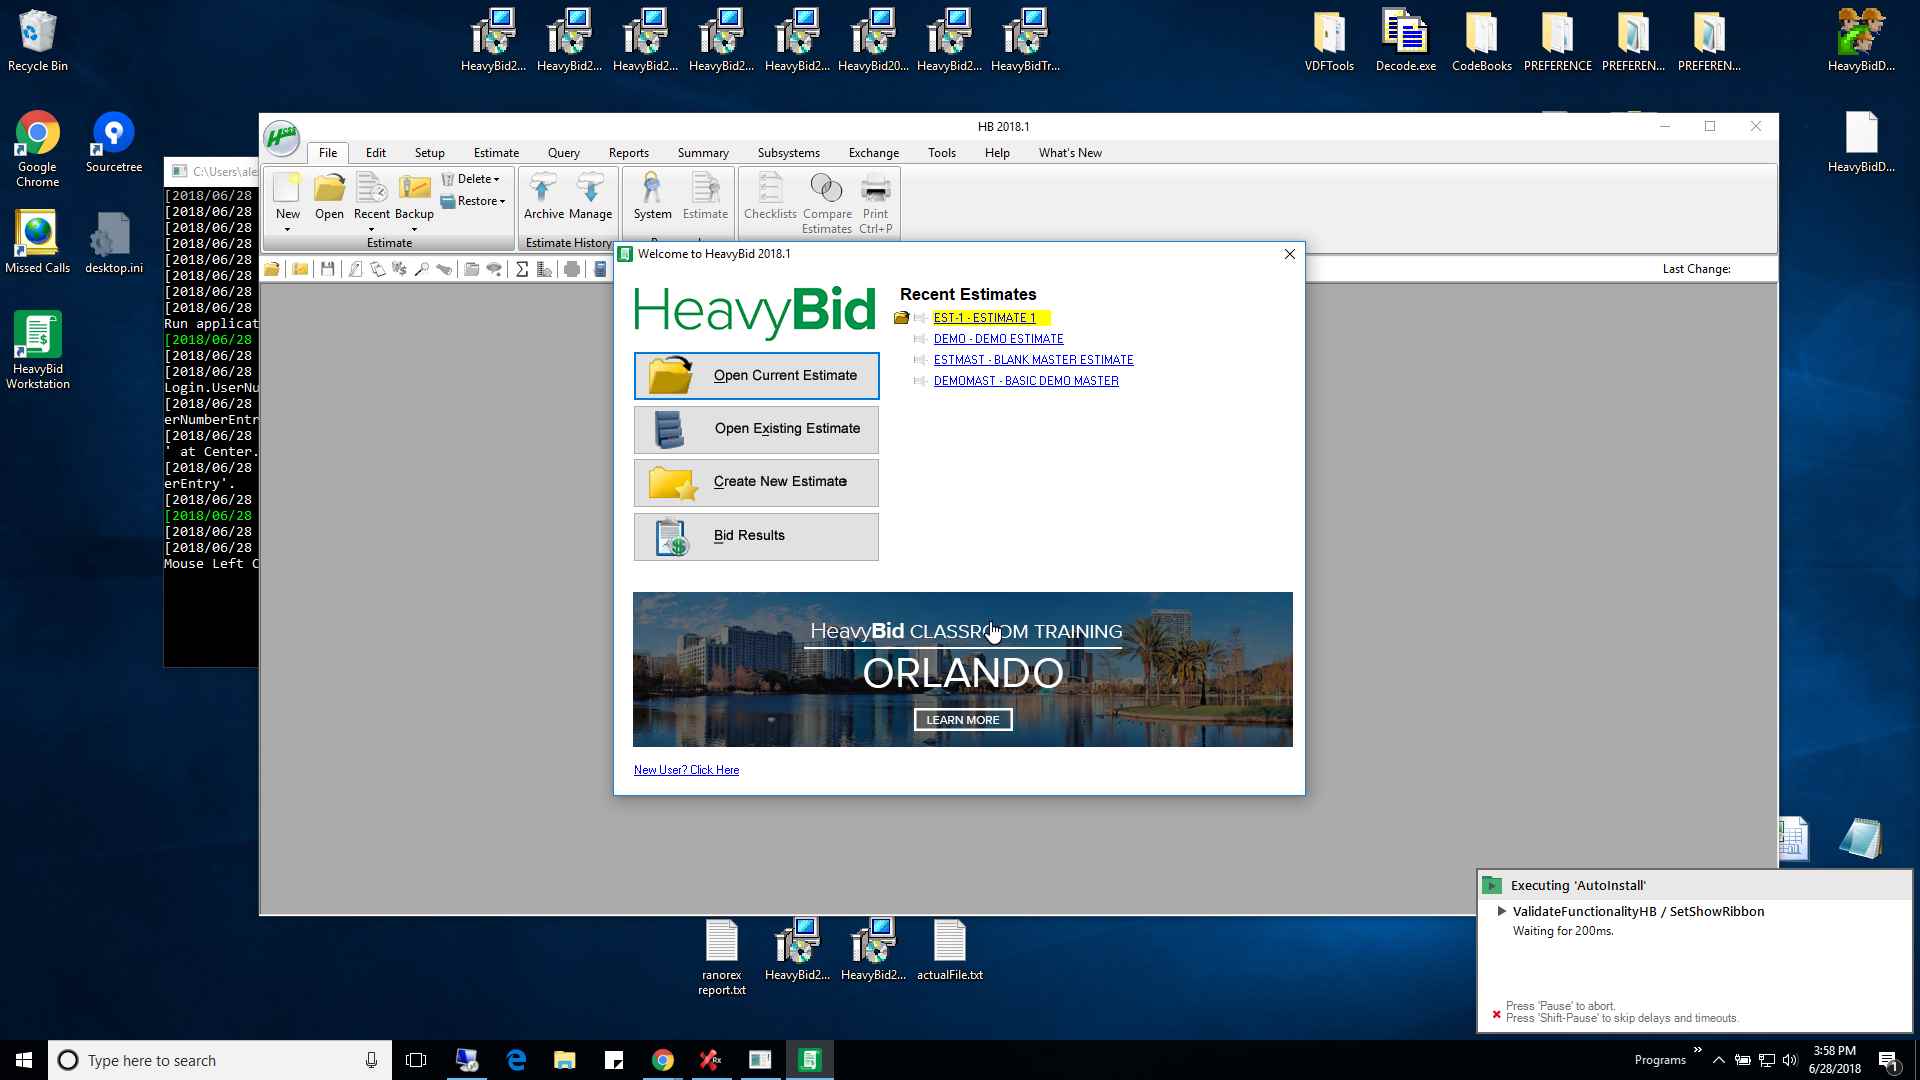 Recycle Bin
HeavyBid2...
HeavyBid2...
HeavyBid2...
HeavyBid2...
HeavyBid2...
HeavyBid20...
HeavyBid2...
HeavyBidTr...
VDFTools
Decode.exe
CodeBooks
PREFERENCE
PREFEREN...
PREFEREN...
HeavyBidD...
Google
Chrome
Sourcetree
HeavyBidD...
Missed Calls
desktop.ini
HeavyBid
Workstation
C:\Users\ale
[2018/06/28
[2018/06/28
[2018/06/28
[2018/06/28
[2018/06/28
[2018/06/28
[2018/06/28
[2018/06/28
Run applicat
[2018/06/28
[2018/06/28
[2018/06/28
Login.UserNu
[2018/06/28
erNumberEntr
[2018/06/28
' at Center.
[2018/06/28
erEntry'.
[2018/06/28
[2018/06/28
[2018/06/28
[2018/06/28
Mouse Left C
HB 2018.1
File Edit Setup Estimate Query Reports Summary Subsystems Exchange Tools Help What's New
New Open Recent Backup Delete Restore
Estimate
Archive Manage
Estimate History
System Estimate
Checklists Compare Estimates Print Ctrl+P
Last Change:
Welcome to HeavyBid 2018.1
HeavyBid
Open Current Estimate
Open Existing Estimate
Create New Estimate
Bid Results
Recent Estimates
EST-1 - ESTIMATE 1
DEMO - DEMO ESTIMATE
ESTMAST - BLANK MASTER ESTIMATE
DEMOMAST - BASIC DEMO MASTER
HeavyBid CLASSROOM TRAINING
ORLANDO
LEARN MORE
New User? Click Here
ranorex
report.txt
HeavyBid2...
HeavyBid2...
actualFile.txt
Executing 'AutoInstall'
ValidateFunctionalityHB / SetShowRibbon
Waiting for 200ms.
Press 'Pause' to abort.
Press 'Shift-Pause' to skip delays and timeouts.
Type here to search
Programs
3:58 PM
6/28/2018
1